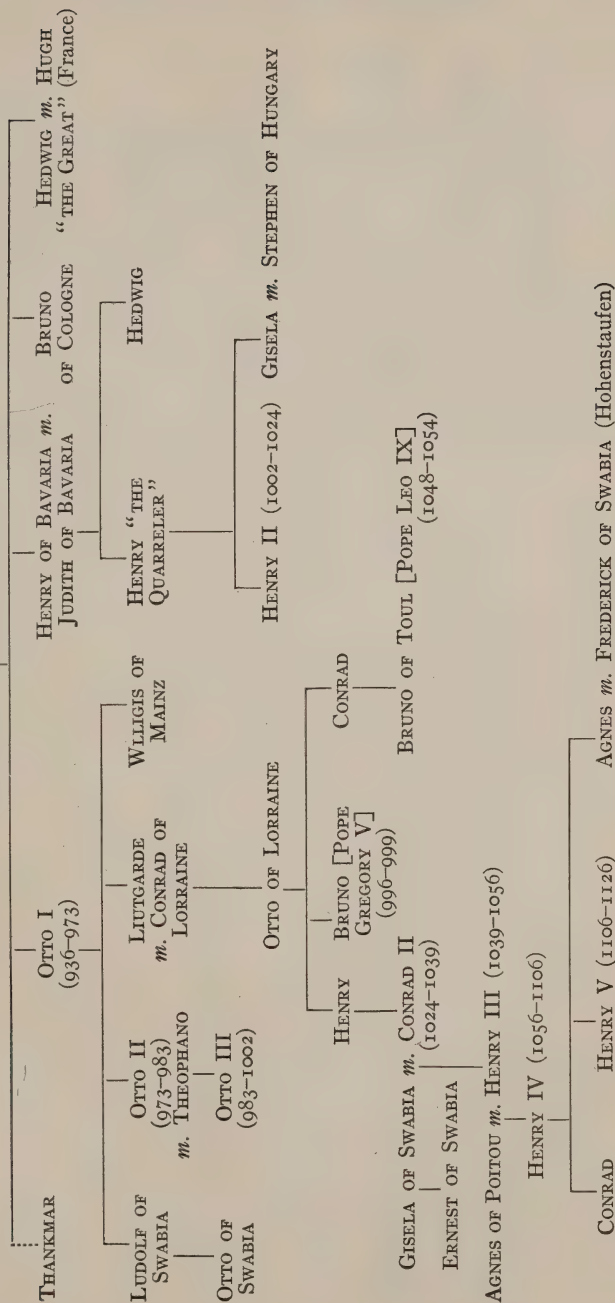 THANKMAR
OTTO I
(936–973)
HENRY OF BAVARIA m.
JUDITH OF BAVARIA
BRUNO
OF COLOGNE
HEDWIG m. HUGH
"THE GREAT" (France)
LUDOLF OF
SWABIA
OTTO II
(973–983)
m. THEOPHANO
LIUTGARDE
m. CONRAD OF
LORRAINE
WILLIGIS OF
MAINZ
HENRY "THE
QUARRELER"
HEDWIG
OTTO OF
SWABIA
OTTO III
(983–1002)
OTTO OF LORRAINE
HENRY II (1002–1024)
GISELA m. STEPHEN OF HUNGARY
HENRY
BRUNO [POPE
GREGORY V]
(996–999)
CONRAD
GISELA OF SWABIA m. CONRAD II
(1024–1039)
BRUNO OF TOUL [POPE LEO IX]
(1048–1054)
ERNEST OF SWABIA
AGNES OF POITOU m. HENRY III (1039–1056)
HENRY IV (1056–1106)
CONRAD
HENRY V (1106–1126)
AGNES m. FREDERICK OF SWABIA (Hohenstaufen)